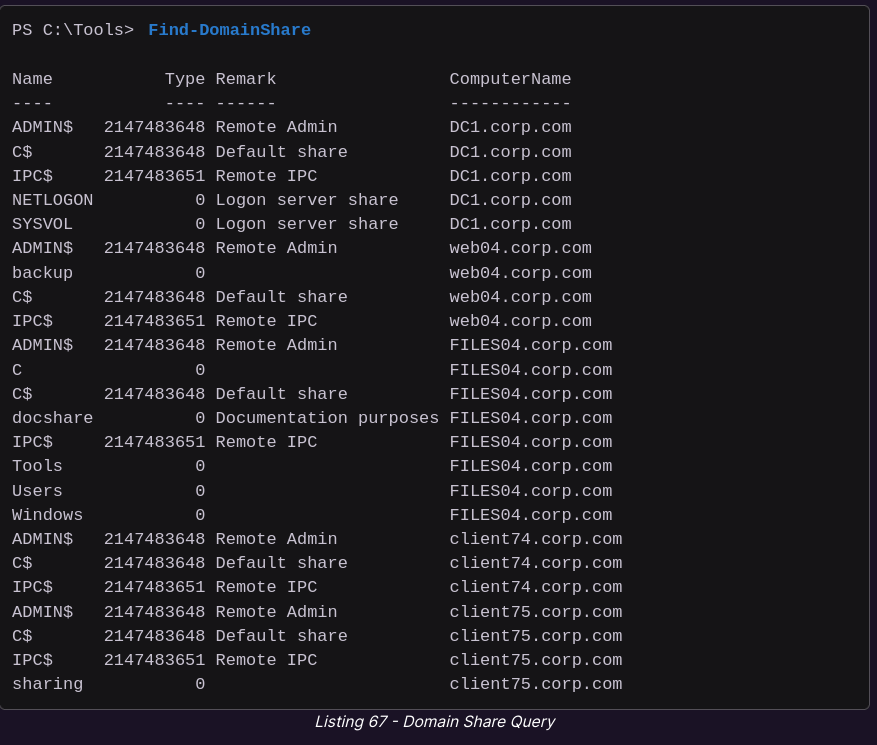 PS C:\Tools> Find-DomainShare
Name           Type Remark                 ComputerName
----           ---- ------                 ------------
ADMIN$   2147483648 Remote Admin           DC1.corp.com
C$       2147483648 Default share          DC1.corp.com
IPC$     2147483651 Remote IPC             DC1.corp.com
NETLOGON          0 Logon server share     DC1.corp.com
SYSVOL            0 Logon server share     DC1.corp.com
ADMIN$   2147483648 Remote Admin           web04.corp.com
backup            0                        web04.corp.com
C$       2147483648 Default share          web04.corp.com
IPC$     2147483651 Remote IPC             web04.corp.com
ADMIN$   2147483648 Remote Admin           FILES04.corp.com
C                 0                        FILES04.corp.com
C$       2147483648 Default share          FILES04.corp.com
docshare          0 Documentation purposes FILES04.corp.com
IPC$     2147483651 Remote IPC             FILES04.corp.com
Tools             0                        FILES04.corp.com
Users             0                        FILES04.corp.com
Windows           0                        FILES04.corp.com
ADMIN$   2147483648 Remote Admin           client74.corp.com
C$       2147483648 Default share          client74.corp.com
IPC$     2147483651 Remote IPC             client74.corp.com
ADMIN$   2147483648 Remote Admin           client75.corp.com
C$       2147483648 Default share          client75.corp.com
IPC$     2147483651 Remote IPC             client75.corp.com
sharing           0                        client75.corp.com
Listing 67 - Domain Share Query